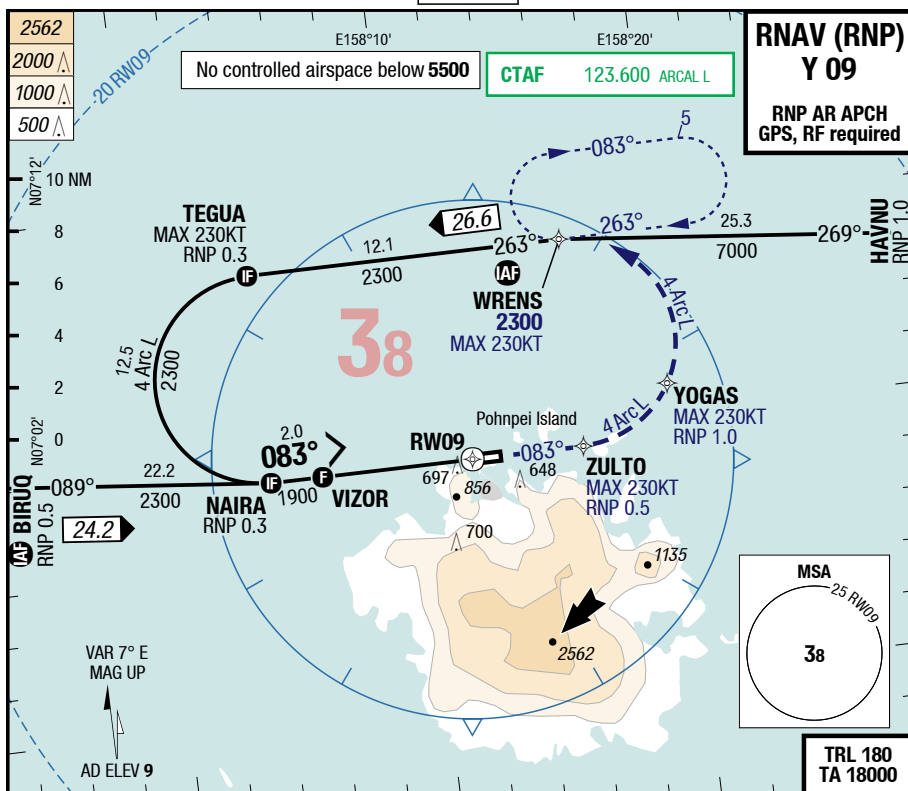 2562
2000
1000
500
20 RW09
E158°10'
E158°20'
No controlled airspace below 5500
CTAF 123.600 ARCAL L
RNAV (RNP)
Y 09
RNP AR APCH
GPS, RF required
N07°12'
10 NM
8
6
4
2
0
N07°02'
5
083°
263°
26.6
TEGUA
MAX 230KT
RNP 0.3
IF
12.1
2300
263°
IAF
WRENS
2300
MAX 230KT
25.3
7000
269°
HAVNU
RNP 1.0
38
12.5
4 Arc L
2300
4 Arc L
YOGAS
MAX 230KT
RNP 1.0
Pohnpei Island
4 Arc L
083°
ZULTO
MAX 230KT
RNP 0.5
RW09
2.0
083°
1900
F
VIZOR
IF
NAIRA
RNP 0.3
22.2
089°
2300
IAF BIRUQ
RNP 0.5
24.2
697
856
648
700
1135
2562
MSA
25 RW09
38
VAR 7° E
MAG UP
AD ELEV 9
TRL 180
TA 18000